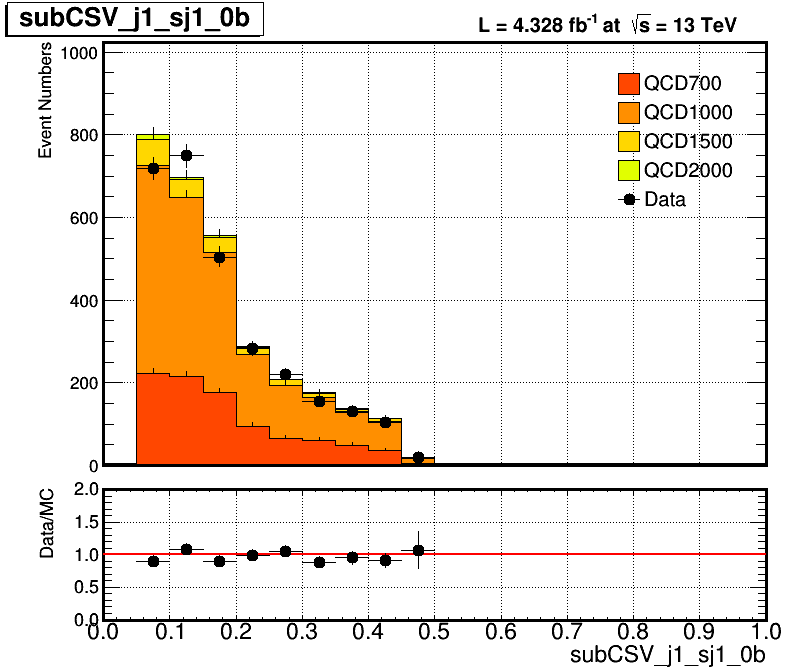 subCSV_j1_sj1_0b
L = 4.328 fb⁻¹ at √s = 13 TeV
Event Numbers
1000
800
600
400
200
0
QCD700
QCD1000
QCD1500
QCD2000
Data
Data/MC
2.0
1.5
1.0
0.5
0.0
0.0 0.1 0.2 0.3 0.4 0.5 0.6 0.7 0.8 0.9 1.0
subCSV_j1_sj1_0b